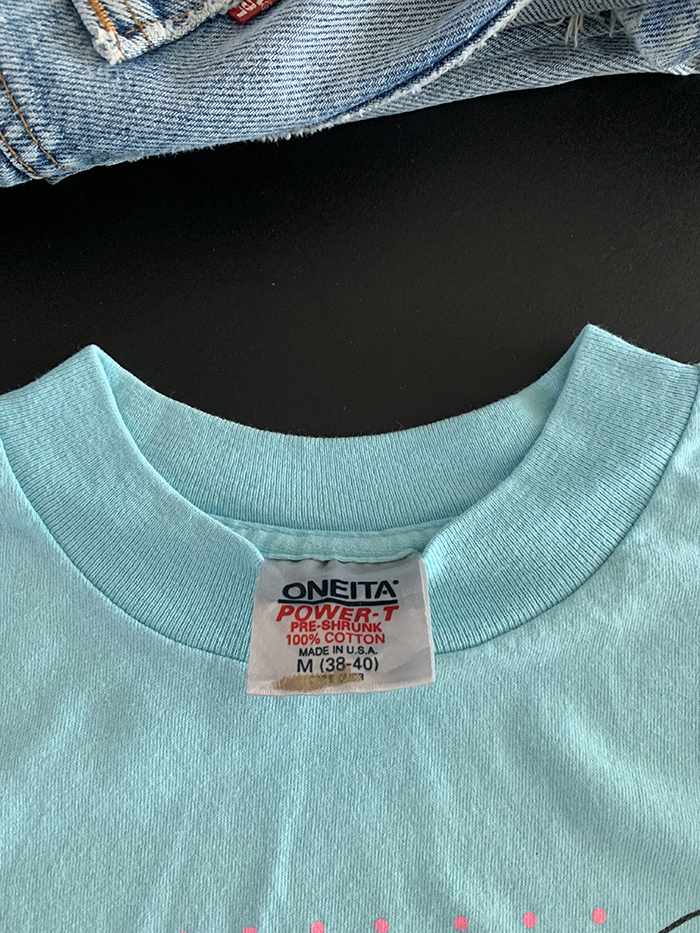 ONEITA
POWER-T
PRE-SHRUNK
100% COTTON
MADE IN U.S.A.
M (38-40)